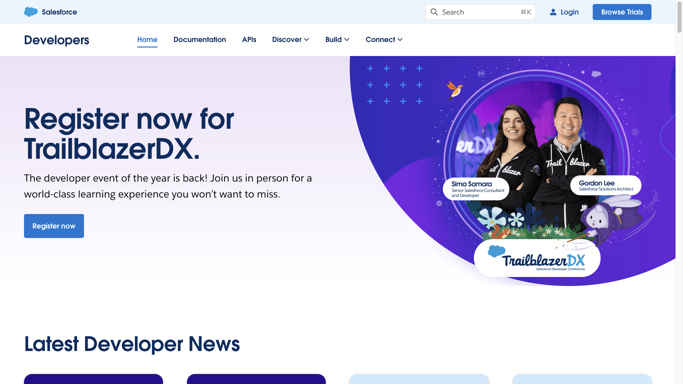 Salesforce
Search
⌘K
Login
Browse Trials
Developers
Home
Documentation
APIs
Discover
Build
Connect
Register now for
TrailblazerDX.
The developer event of the year is back! Join us in person for a
world-class learning experience you won't want to miss.
Register now
Sima Samara
Senior Salesforce Consultant
and Developer
Gordon Lee
Salesforce Solutions Architect
TrailblazerDX
Salesforce Developer Conference
Latest Developer News